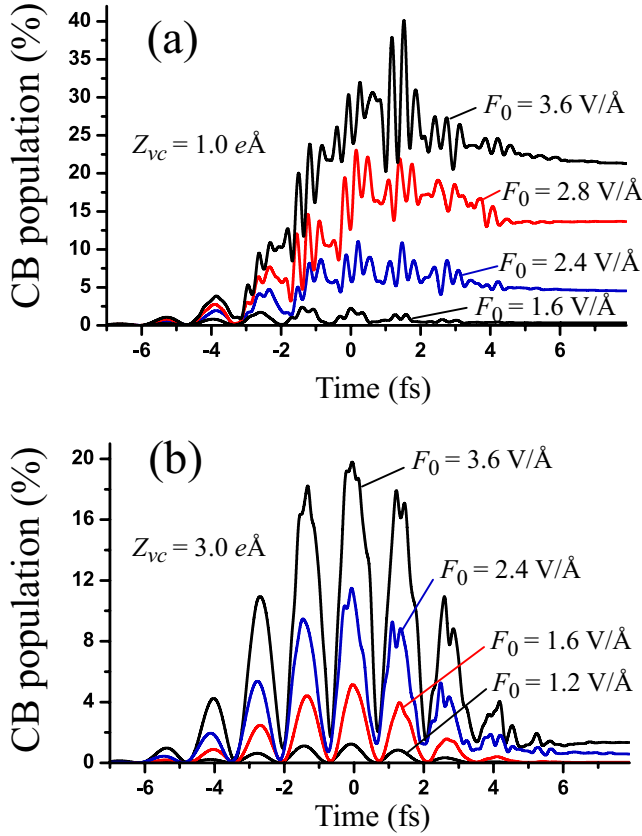 (a)
CB population (%)
40
35
30
25
20
15
10
5
0
Z_vc = 1.0 eÅ
F_0 = 3.6 V/Å
F_0 = 2.8 V/Å
F_0 = 2.4 V/Å
F_0 = 1.6 V/Å
-6 -4 -2 0 2 4 6
Time (fs)
(b)
CB population (%)
20
16
12
8
4
0
Z_vc = 3.0 eÅ
F_0 = 3.6 V/Å
F_0 = 2.4 V/Å
F_0 = 1.6 V/Å
F_0 = 1.2 V/Å
-6 -4 -2 0 2 4 6
Time (fs)